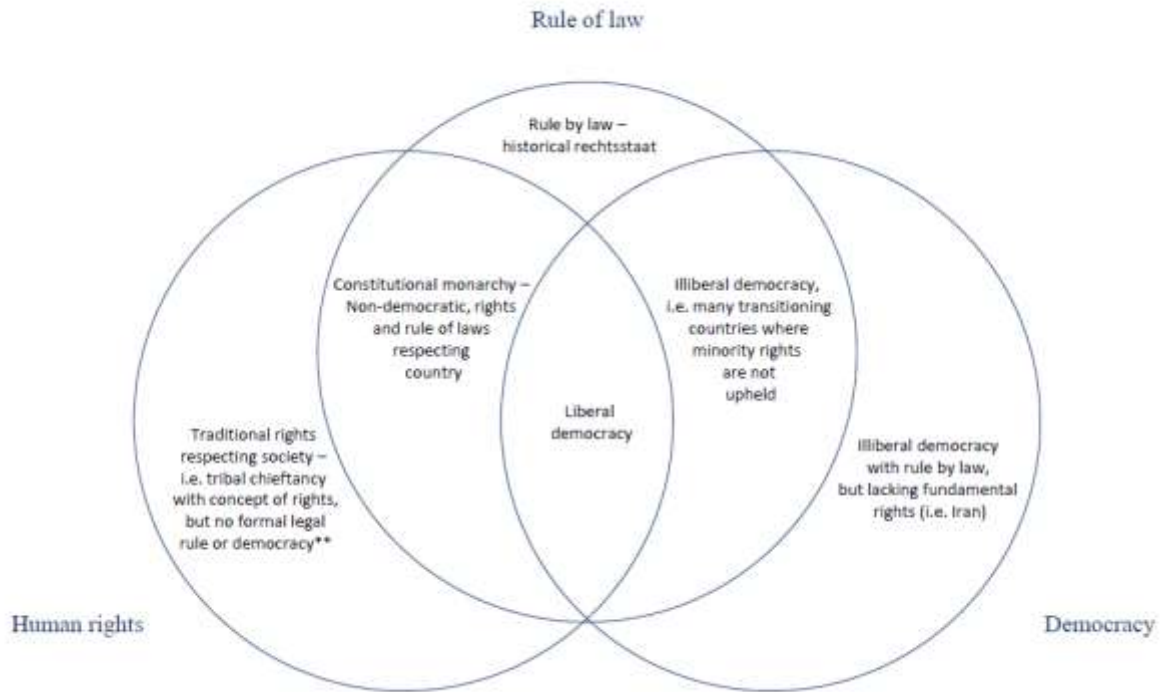 Rule of law
Rule by law –
historical rechtsstaat
Constitutional monarchy –
Non-democratic, rights
and rule of laws
respecting
country
Illiberal democracy,
i.e. many transitioning
countries where
minority rights
are not
upheld
Liberal
democracy
Traditional rights
respecting society –
i.e. tribal chieftancy
with concept of rights,
but no formal legal
rule or democracy**
Illiberal democracy
with rule by law,
but lacking fundamental
rights (i.e. Iran)
Human rights
Democracy